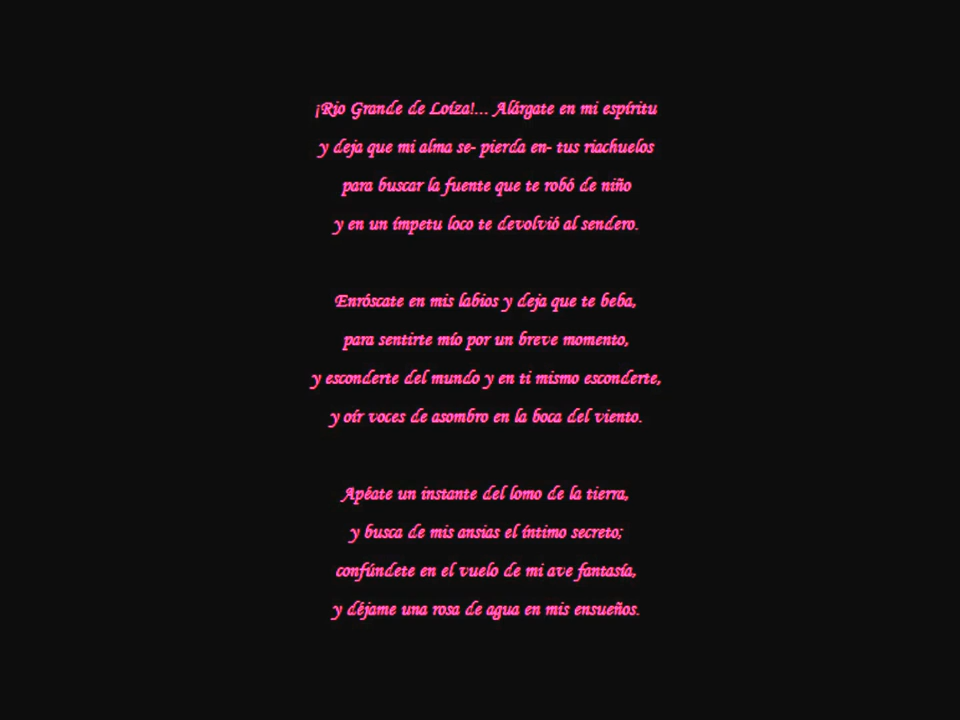 ¡Rio Grande de Loíza!... Alárgate en mi espíritu
y deja que mi alma se- pierda en- tus riachuelos
para buscar la fuente que te robó de niño
y en un ímpetu loco te devolvió al sendero.
Enróscate en mis labios y deja que te beba,
para sentirte mío por un breve momento,
y esconderte del mundo y en ti mismo esconderte,
y oír voces de asombro en la boca del viento.
Apéate un instante del lomo de la tierra,
y busca de mis ansias el íntimo secreto;
confúndete en el vuelo de mi ave fantasía,
y déjame una rosa de agua en mis ensueños.